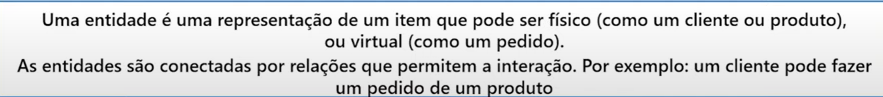 Uma entidade é uma representação de um item que pode ser físico (como um cliente ou produto),
ou virtual (como um pedido).
As entidades são conectadas por relações que permitem a interação. Por exemplo: um cliente pode fazer
um pedido de um produto